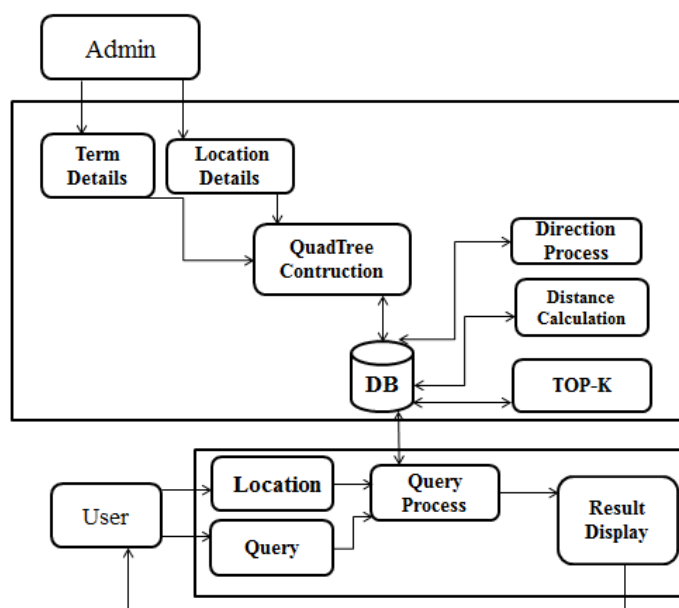 Admin
Term
Details
Location
Details
QuadTree
Contruction
Direction
Process
Distance
Calculation
DB
TOP-K
User
Location
Query
Query
Process
Result
Display